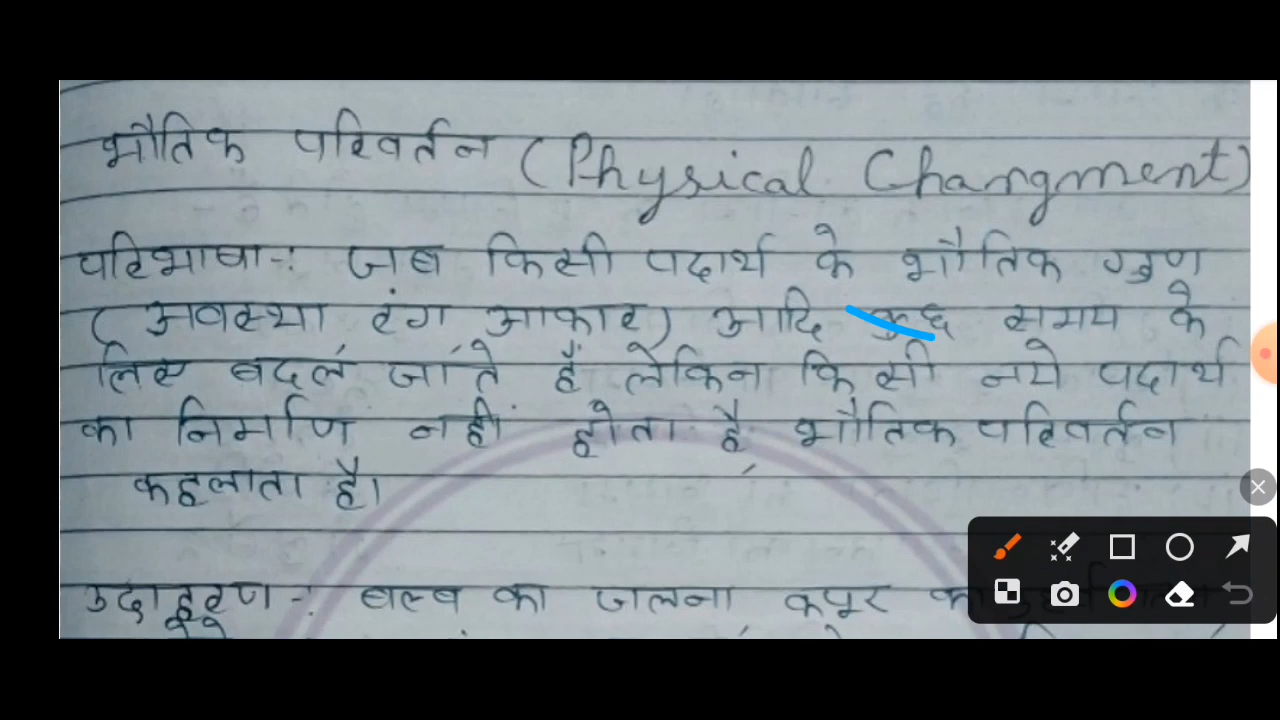 भौतिक परिवर्तन (Physical Changment)
परिभाषा-: जब किसी पदार्थ के भौतिक गुण
(अवस्था रंग आकार) आदि कुछ समय के
लिए बदल जाते हैं लेकिन किसी नये पदार्थ
का निर्माण नहीं होता है भौतिक परिवर्तन
कहलाता है।
उदाहरण-: बल्ब का जलना कपूर का